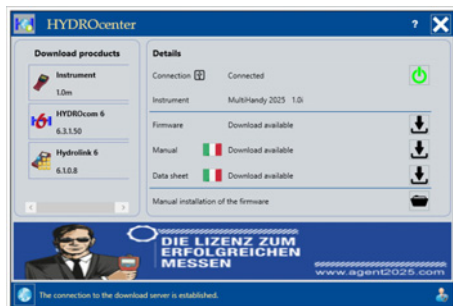 HYDROcenter
?
Download procducts
Instrument
1.0m
HYDROcom 6
6.3.1.50
Hydrolink 6
6.1.0.8
Details
Connection Connected
Instrument MultiHandy 2025 1.0i
Firmware Download available
Manual Download available
Data sheet Download available
Manual installation of the firmware
DIE LIZENZ ZUM
ERFOLGREICHEN
MESSEN
www.agent2025.com
The connection to the download server is established.